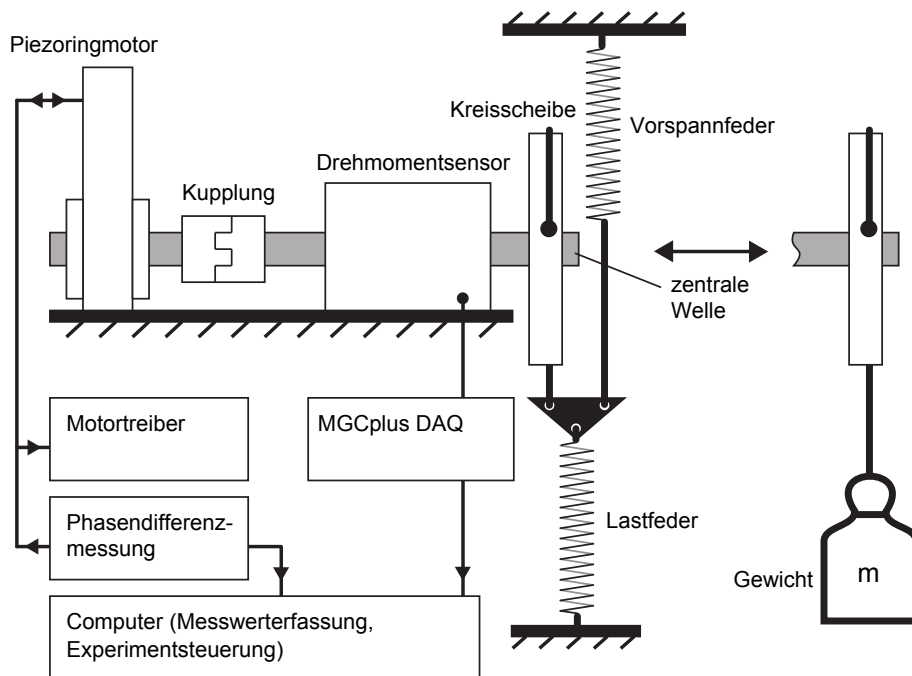 Piezoringmotor
Kupplung
Drehmomentsensor
Kreisscheibe
Vorspannfeder
zentrale
Welle
Motortreiber
MGCplus DAQ
Phasendifferenz-
messung
Lastfeder
Computer (Messwerterfassung,
Experimentsteuerung)
Gewicht
m